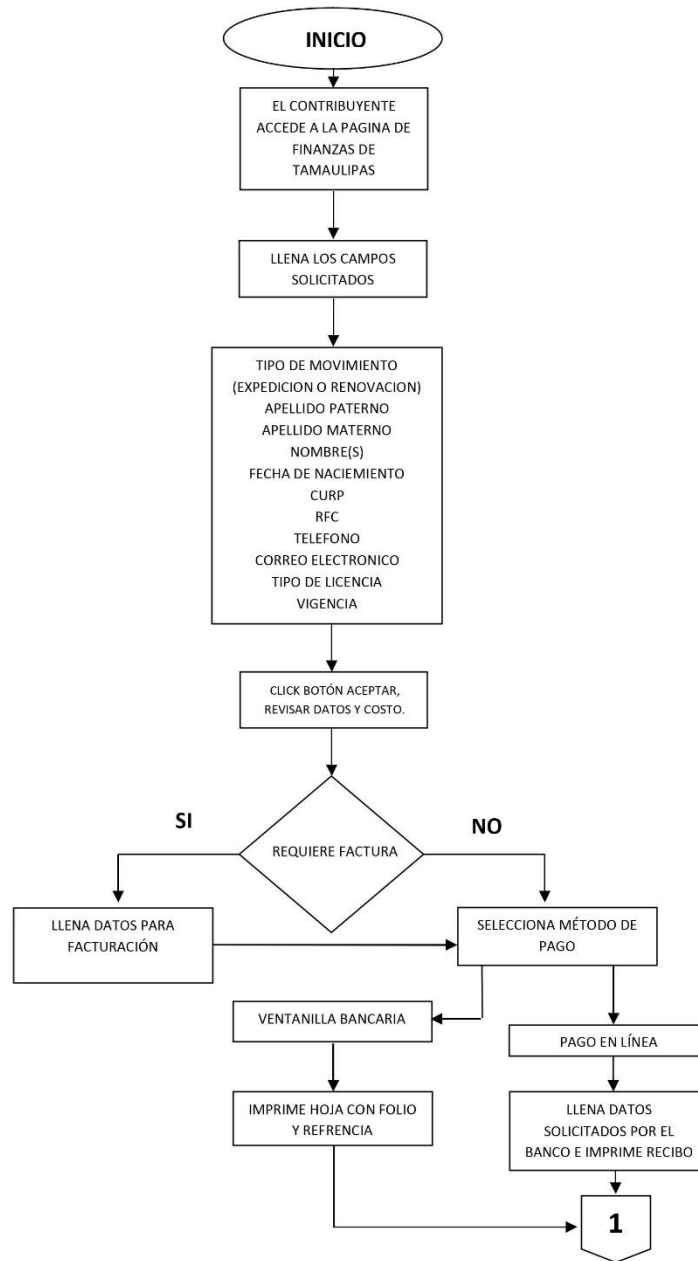 INICIO
EL CONTRIBUYENTE
ACCEDE A LA PAGINA DE
FINANZAS DE
TAMAULIPAS
LLENA LOS CAMPOS
SOLICITADOS
TIPO DE MOVIMIENTO
(EXPEDICION O RENOVACION)
APELLIDO PATERNO
APELLIDO MATERNO
NOMBRE(S)
FECHA DE NACIEMIENTO
CURP
RFC
TELEFONO
CORREO ELECTRONICO
TIPO DE LICENCIA
VIGENCIA
CLICK BOTÓN ACEPTAR,
REVISAR DATOS Y COSTO.
SI
NO
REQUIERE FACTURA
LLENA DATOS PARA
FACTURACIÓN
SELECCIONA MÉTODO DE
PAGO
VENTANILLA BANCARIA
PAGO EN LÍNEA
IMPRIME HOJA CON FOLIO
Y REFRENCIA
LLENA DATOS
SOLICITADOS POR EL
BANCO E IMPRIME RECIBO
1